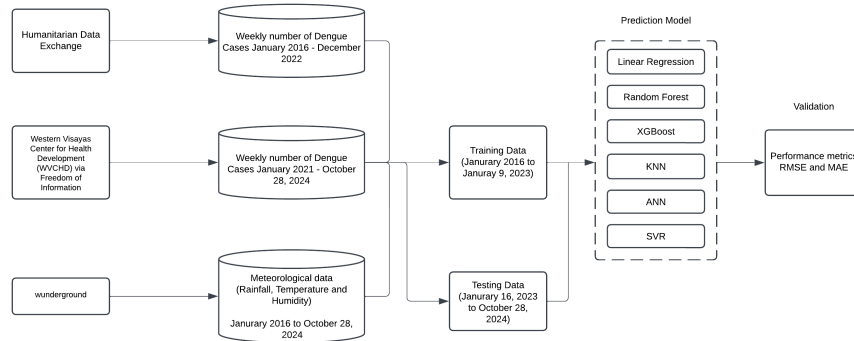 Humanitarian Data
Exchange
Weekly number of Dengue
Cases January 2016 - December
2022
Western Visayas
Center for Health
Development
(WVCHD) via
Freedom of
Information
Weekly number of Dengue
Cases January 2021 - October
28, 2024
wunderground
Meteorological data
(Rainfall, Temperature and
Humidity)
Janurary 2016 to October 28,
2024
Training Data
(Janurary 2016 to
Januray 9, 2023)
Testing Data
(Janurary 16, 2023
to October 28,
2024)
Prediction Model
Linear Regression
Random Forest
XGBoost
KNN
ANN
SVR
Validation
Performance metrics
RMSE and MAE